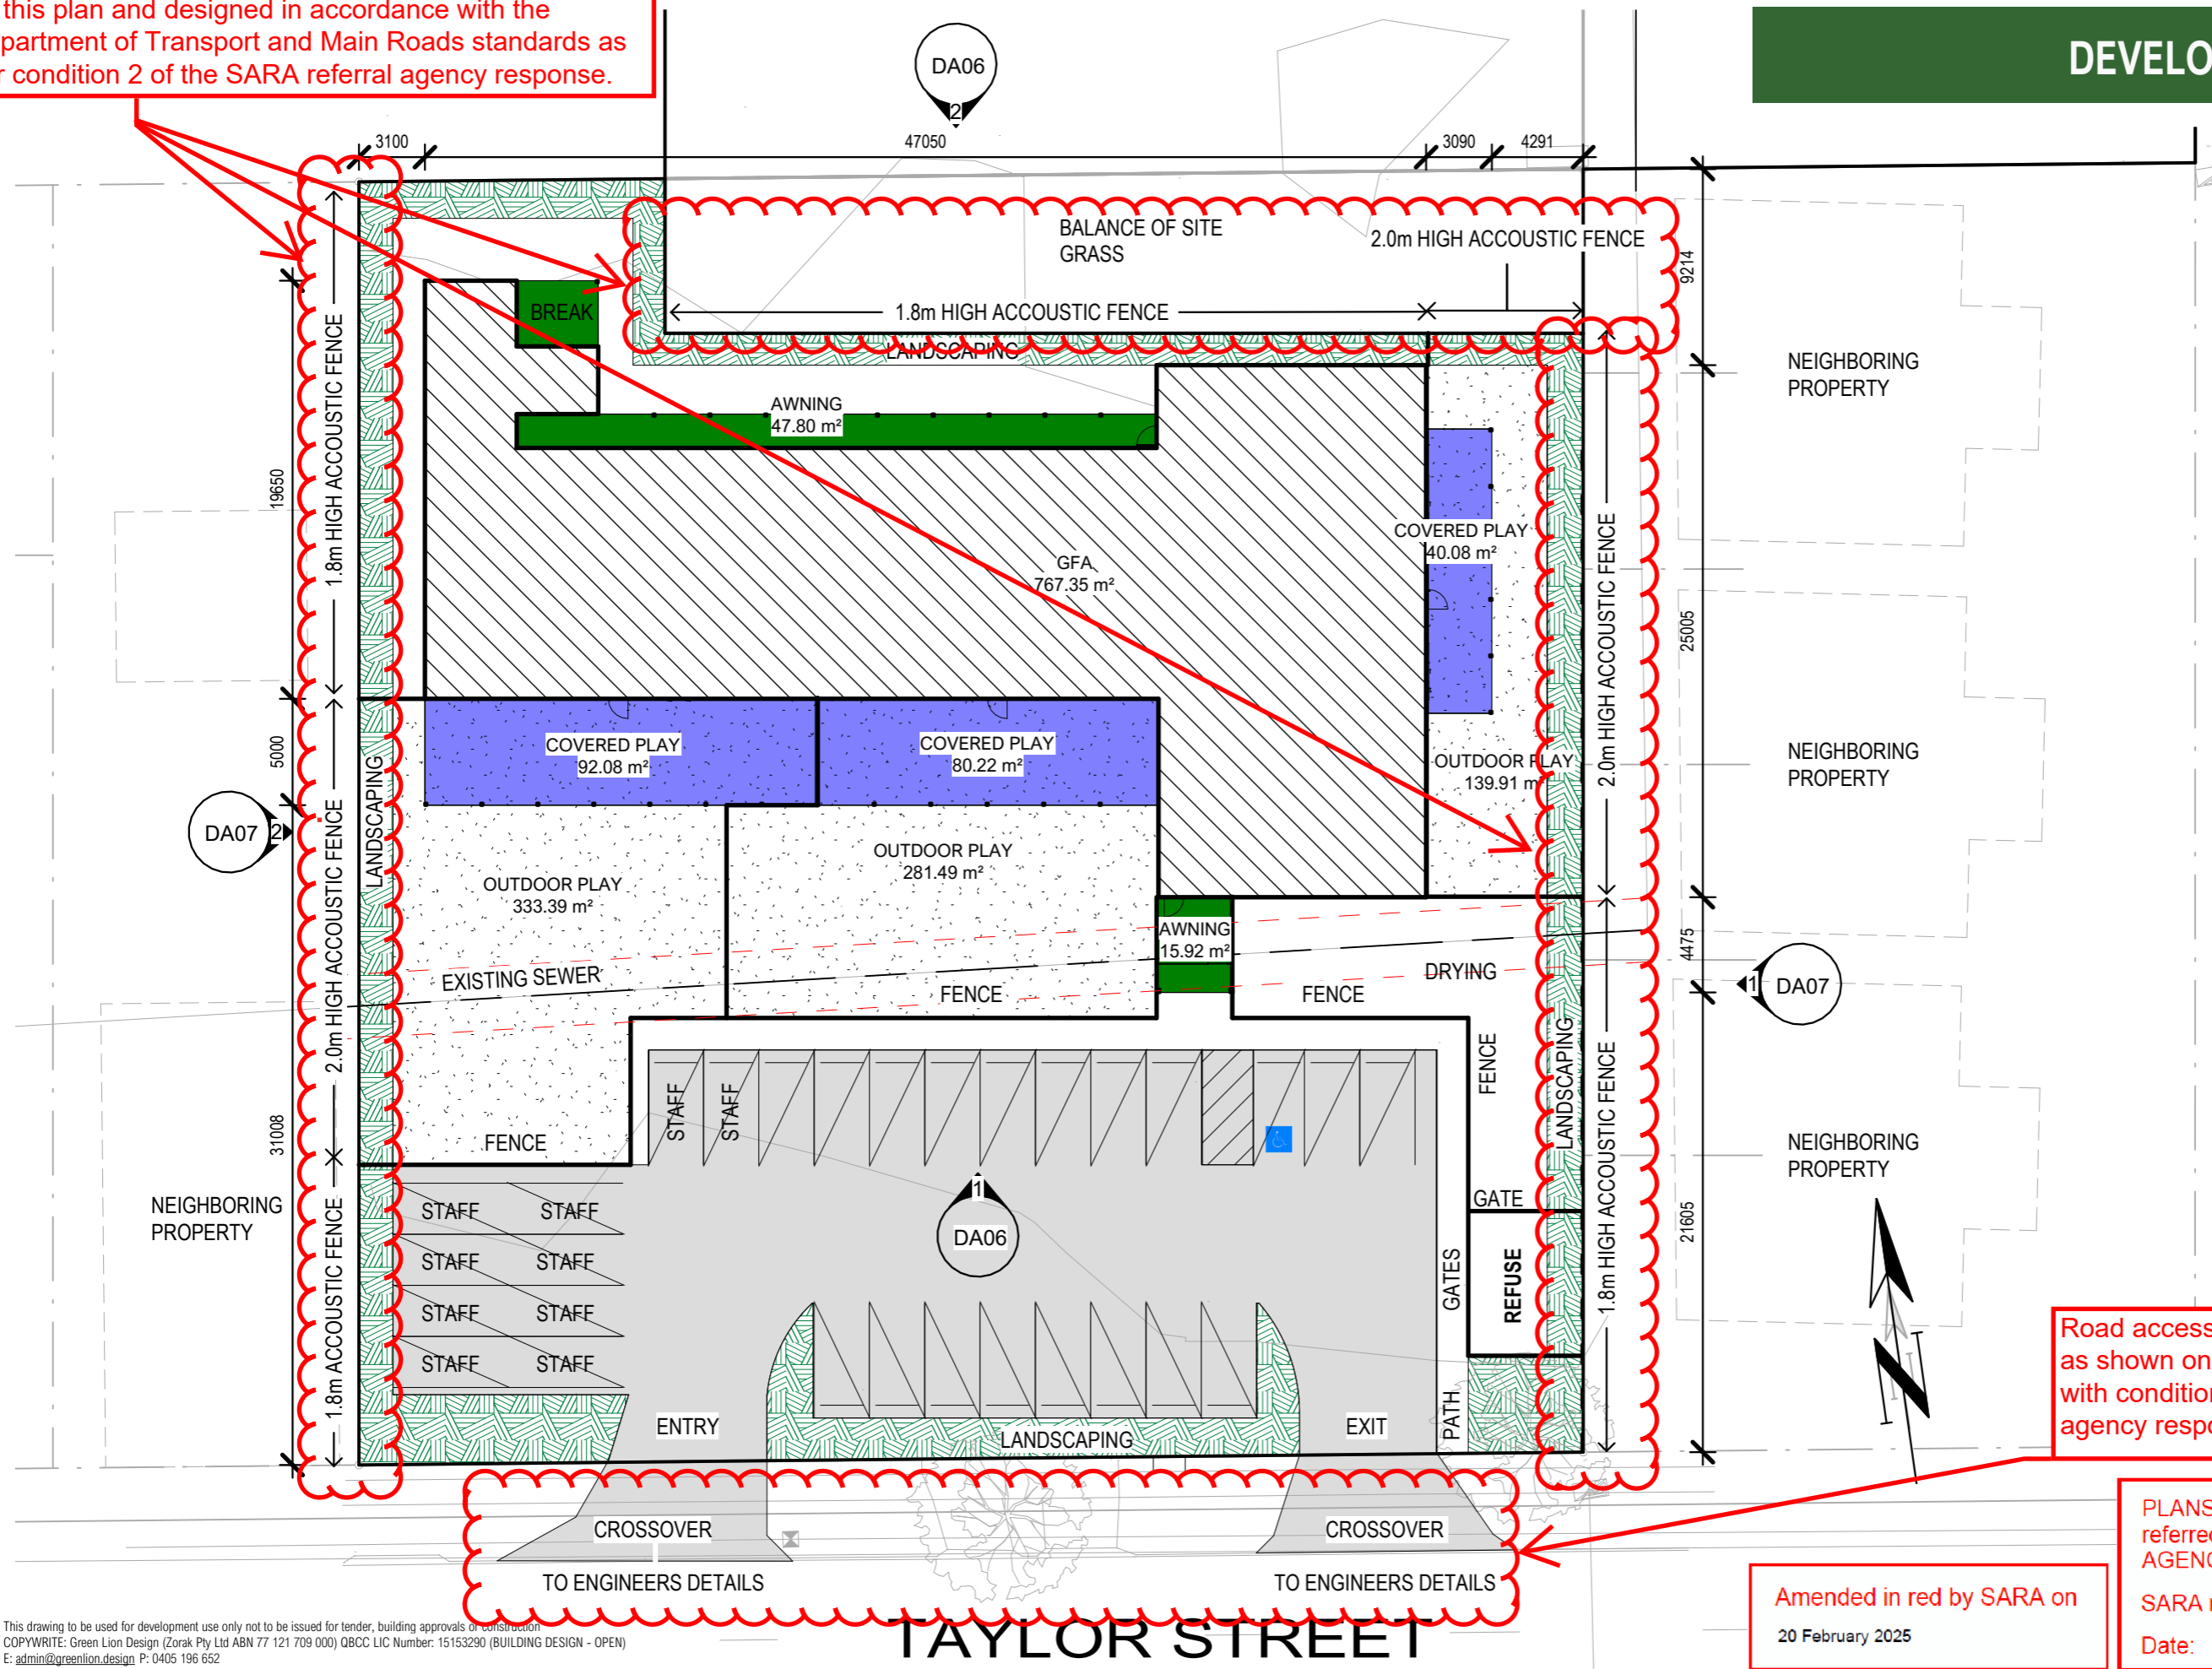 this plan and designed in accordance with the
partment of Transport and Main Roads standards as
r condition 2 of the SARA referral agency response.
DEVELO
DA06
2
3100
47050
3090
4291
BALANCE OF SITE
GRASS
2.0m HIGH ACCOUSTIC FENCE
9214
1.8m HIGH ACCOUSTIC FENCE
BREAK
LANDSCAPING
NEIGHBORING
PROPERTY
1.8m HIGH ACCOUSTIC FENCE
19650
AWNING
47.80 m²
COVERED PLAY
40.08 m²
GFA
767.35 m²
2.0m HIGH ACCOUSTIC FENCE
25005
5000
COVERED PLAY
92.08 m²
COVERED PLAY
80.22 m²
OUTDOOR PLAY
139.91 m²
NEIGHBORING
PROPERTY
DA07
2
2.0m HIGH ACCOUSTIC FENCE
LANDSCAPING
OUTDOOR PLAY
333.39 m²
OUTDOOR PLAY
281.49 m²
AWNING
15.92 m²
4475
EXISTING SEWER
FENCE
FENCE
DRYING
1
DA07
31008
FENCE
STAFF
STAFF
FENCE
LANDSCAPING
1.8m HIGH ACCOUSTIC FENCE
NEIGHBORING
PROPERTY
NEIGHBORING
PROPERTY
1.8m ACCOUSTIC FENCE
STAFF STAFF
STAFF STAFF
STAFF STAFF
STAFF STAFF
1
DA06
GATE
GATES
REFUSE
21605
N
ENTRY
LANDSCAPING
EXIT
PATH
Road access
as shown on
with condition
agency respo
CROSSOVER
CROSSOVER
TO ENGINEERS DETAILS
TO ENGINEERS DETAILS
TAYLOR STREET
Amended in red by SARA on
20 February 2025
PLANS
referred
AGENC
SARA r
Date:
This drawing to be used for development use only not to be issued for tender, building approvals or construction
COPYWRITE: Green Lion Design (Zorak Pty Ltd ABN 77 121 709 000) QBCC LIC Number: 15153290 (BUILDING DESIGN - OPEN)
E: admin@greenlion.design P: 0405 196 652